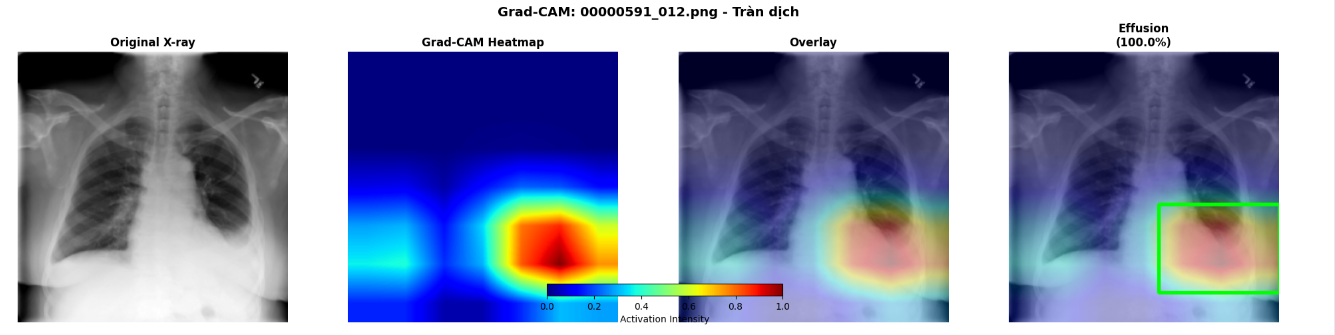 Grad-CAM: 00000591_012.png - Tràn dịch
Original X-ray
Grad-CAM Heatmap
Overlay
Effusion
(100.0%)
0.0 0.2 0.4 0.6 0.8 1.0
Activation Intensity